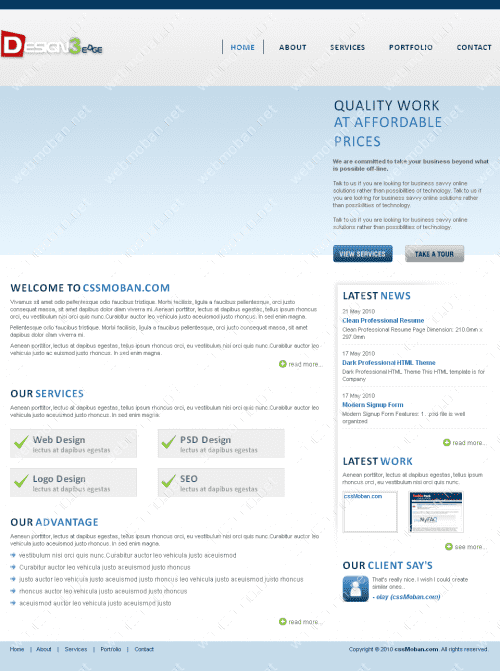 DESIGN3EDGE
HOME ABOUT SERVICES PORTFOLIO CONTACT
QUALITY WORK
AT AFFORDABLE
PRICES
We are committed to take your business beyond what
is possible off-line.
Talk to us if you are looking for business savvy online
solutions rather than possibilities of technology. Talk to us if
you are looking for business savvy online solutions rather
than possibilities of technology.
Talk to us if you are looking for business savvy online
solutions rather than possibilities of technology.
VIEW SERVICES TAKE A TOUR
WELCOME TO CSSMOBAN.COM
Vivamus sit amet odio pellentesque odio faucibus tristique. Morbi facilisis, ligula a faucibus pellentesque, orci justo
consequat massa, sit amet dapibus dolor diam viverra mi. Aenean porttitor, lectus at dapibus egestas, tellus ipsum rhoncus
orci, eu vestibulum nisi orci quis nunc. Curabitur auctor leo vehicula justo aceuismod justo rhoncus. In sed enim magna.
Pellentesque odio faucibus tristique. Morbi facilisis, ligula a faucibus pellentesque, orci justo consequat massa, sit amet
dapibus dolor diam viverra mi.
Aenean porttitor, lectus at dapibus egestas, tellus ipsum rhoncus orci, eu vestibulum nisi orci quis nunc. Curabitur auctor leo
vehicula justo ac euismod justo rhoncus. In sed enim magna.
read more...
OUR SERVICES
Aenean porttitor, lectus at dapibus egestas, tellus ipsum rhoncus orci, eu vestibulum nisi orci quis nunc. Curabitur auctor leo
vehicula justo aceuismod justo rhoncus. In sed enim magna.
Web Design
lectus at dapibus egestas
PSD Design
lectus at dapibus egestas
Logo Design
lectus at dapibus egestas
SEO
lectus at dapibus egestas
OUR ADVANTAGE
Aenean porttitor, lectus at dapibus egestas, tellus ipsum rhoncus orci, eu vestibulum nisi orci quis nunc. Curabitur auctor leo
vehicula justo aceuismod justo rhoncus. In sed enim magna.
vestibulum nisi orci quis nunc. Curabitur auctor leo vehicula justo aceuismod
Curabitur auctor leo vehicula justo aceuismod justo rhoncus
justo auctor leo vehicula justo aceuismod justo rhoncus leo vehicula justo aceuismod justo rhoncus
rhoncus auctor leo vehicula justo aceuismod justo rhoncus
aceuismod auctor leo vehicula justo aceuismod justo
read more...
LATEST NEWS
21 May 2010
Clean Professional Resume
Clean Professional Resume Page Dimension: 210.0mm x
297.0mm
17 May 2010
Dark Professional HTML Theme
Dark Professional HTML This HTML template is for
Company
17 May 2010
Modern Signup Form
Modern Signup Form Features: 1. .psd file is well
organized
read more...
LATEST WORK
Aenean porttitor, lectus at dapibus egestas, tellus ipsum
rhoncus orci, eu vestibulum nisi orci quis nunc.
cssMoban.com
see more...
OUR CLIENT SAY'S
That's really nice, I wish I could create
similar ones...
Home | About | Services | Portfolio | Contact
Copyright © 2010 cssMoban.com. All rights reserved.